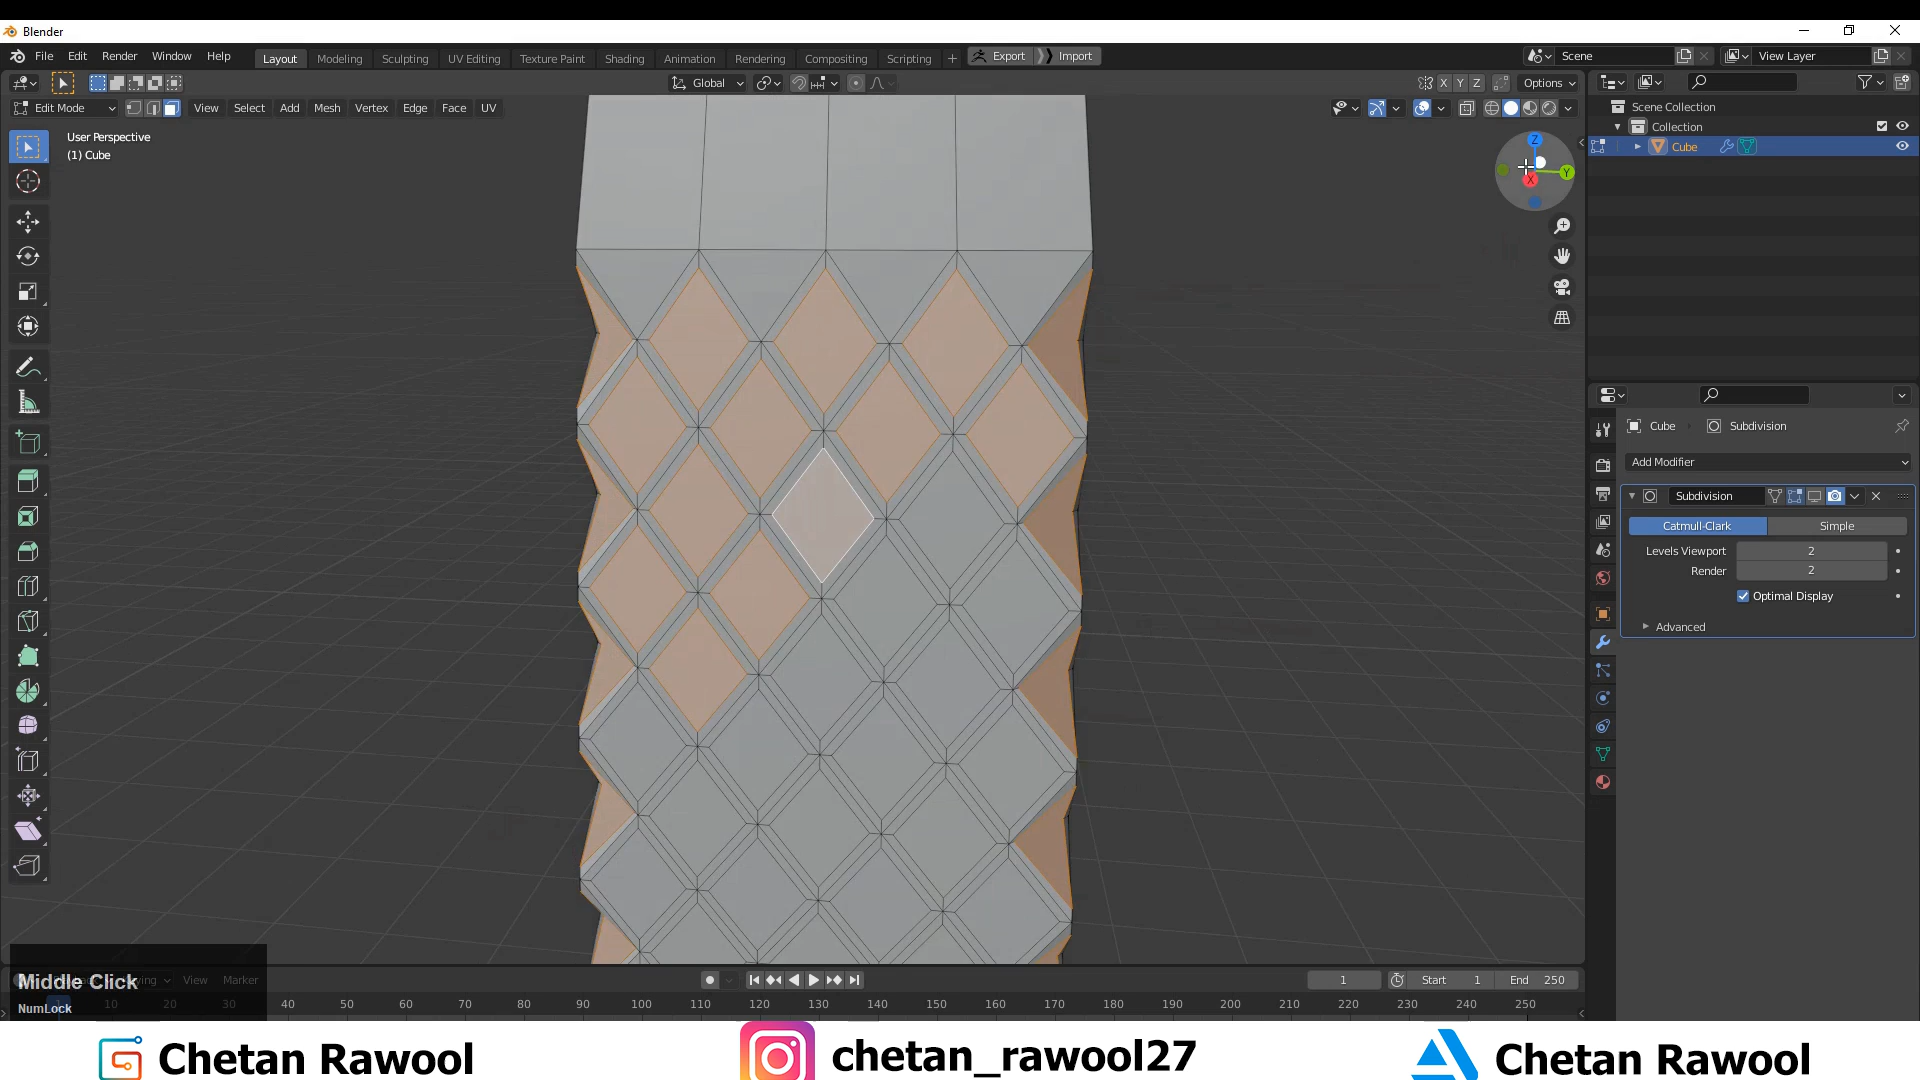 Blender
File Edit Render Window Help
Layout Modeling Sculpting UV Editing Texture Paint Shading Animation Rendering Compositing Scripting + Export Import
Scene View Layer
Global X Y Z Options
Edit Mode View Select Add Mesh Vertex Edge Face UV
User Perspective
(1) Cube
Z
Y
X
Scene Collection
Collection
Cube
Cube Subdivision
Add Modifier
Subdivision
Catmull-Clark Simple
Levels Viewport 2
Render 2
Optimal Display
Advanced
Middle Click
NumLock
View Marker
1 Start 1 End 250
10 20 30 40 50 60 70 80 90 100 110 120 130 140 150 160 170 180 190 200 210 220 230 240 250
Chetan Rawool chetan_rawool27 Chetan Rawool